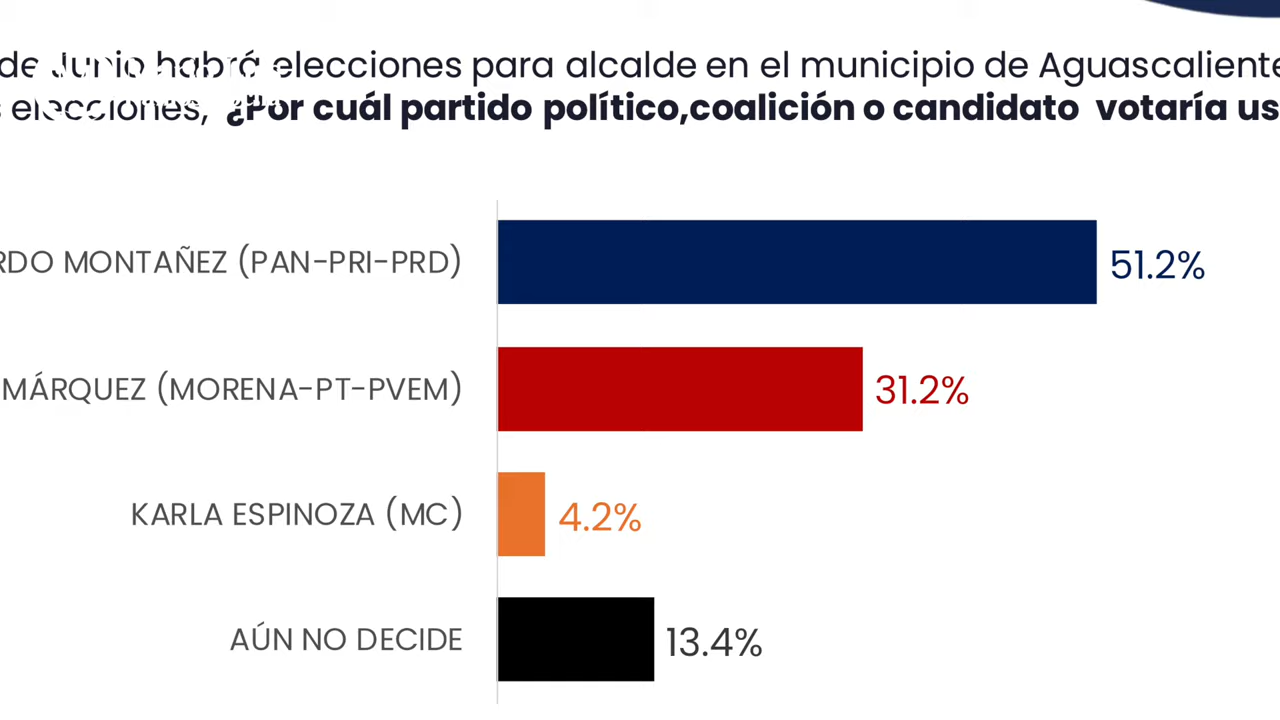 de Junio habrá elecciones para alcalde en el municipio de Aguascaliente
s elecciones, ¿Por cuál partido político,coalición o candidato votaría us
RDO MONTAÑEZ (PAN-PRI-PRD)
51.2%
MÁRQUEZ (MORENA-PT-PVEM)
31.2%
KARLA ESPINOZA (MC)
4.2%
AÚN NO DECIDE
13.4%